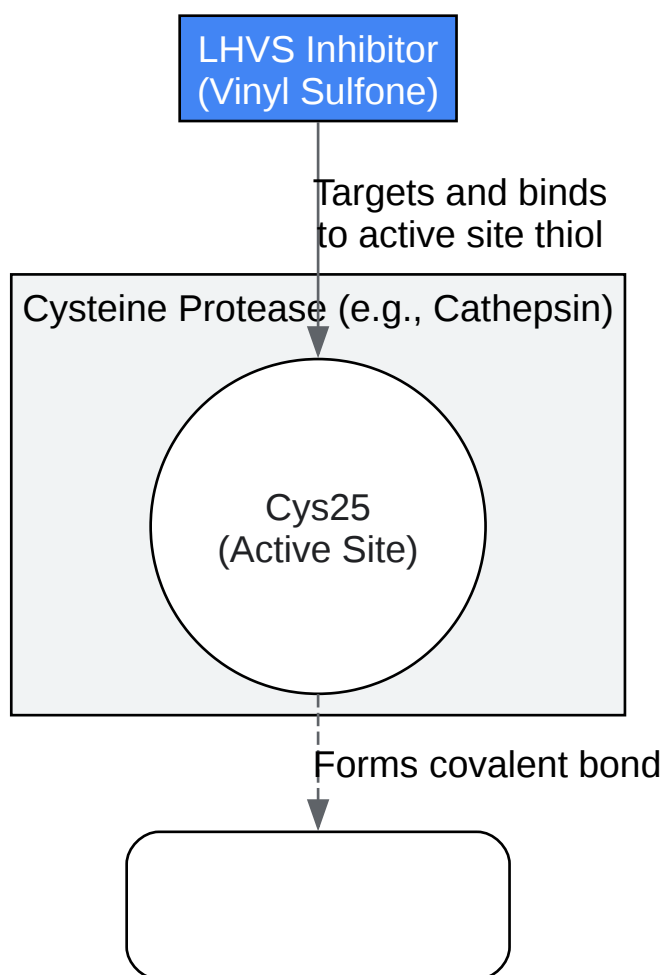 LHVS Inhibitor
(Vinyl Sulfone)
Targets and binds
to active site thiol
Cysteine Protease (e.g., Cathepsin)
Cys25
(Active Site)
Forms covalent bond